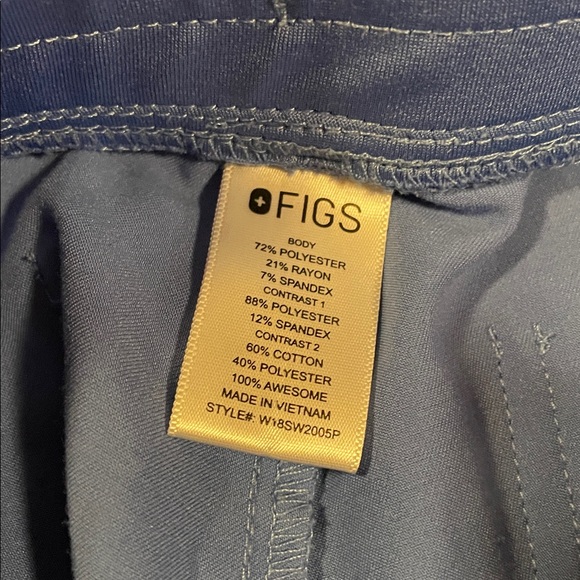 FIGS
BODY
72% POLYESTER
21% RAYON
7% SPANDEX
CONTRAST 1
88% POLYESTER
12% SPANDEX
CONTRAST 2
60% COTTON
40% POLYESTER
100% AWESOME
MADE IN VIETNAM
STYLE#: W18SW2005P